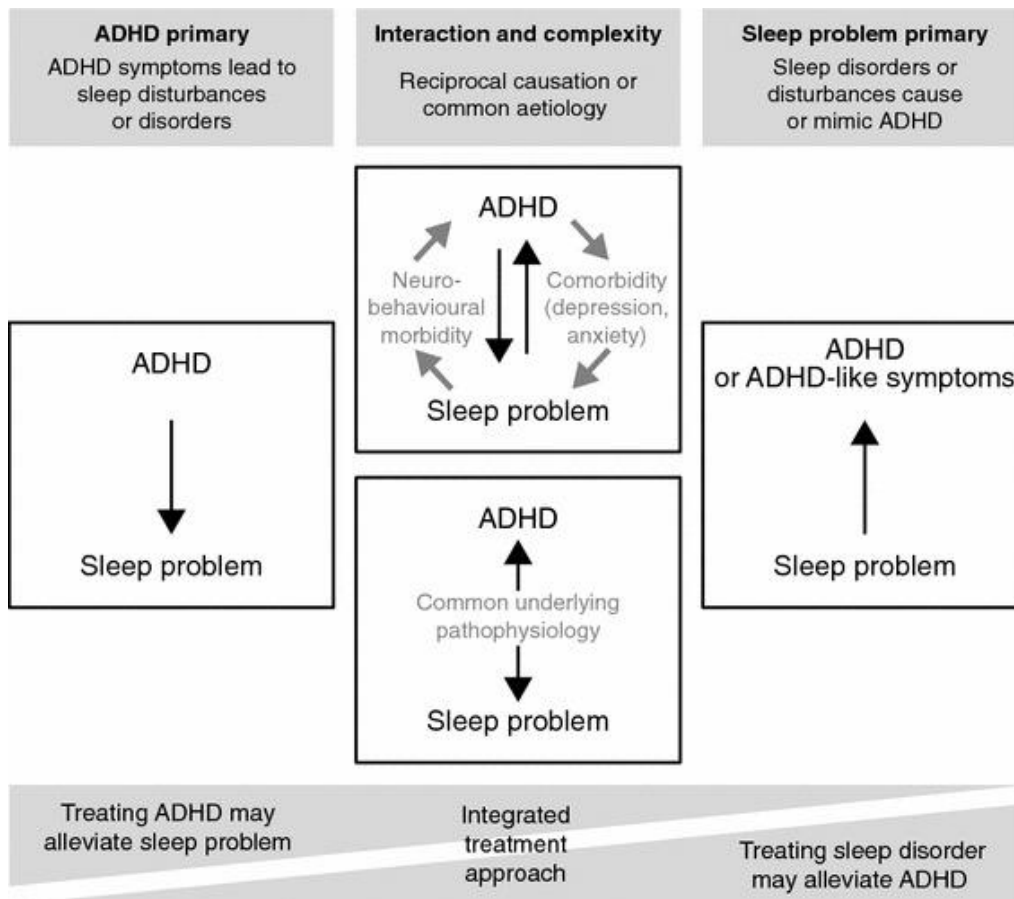 ADHD primary
ADHD symptoms lead to
sleep disturbances
or disorders
Interaction and complexity
Reciprocal causation or
common aetiology
Sleep problem primary
Sleep disorders or
disturbances cause
or mimic ADHD
ADHD
Sleep problem
ADHD
Neuro-
behavioural
morbidity
Comorbidity
(depression,
anxiety)
Sleep problem
ADHD
Common underlying
pathophysiology
Sleep problem
ADHD
or ADHD-like symptoms
Sleep problem
Treating ADHD may
alleviate sleep problem
Integrated
treatment
approach
Treating sleep disorder
may alleviate ADHD